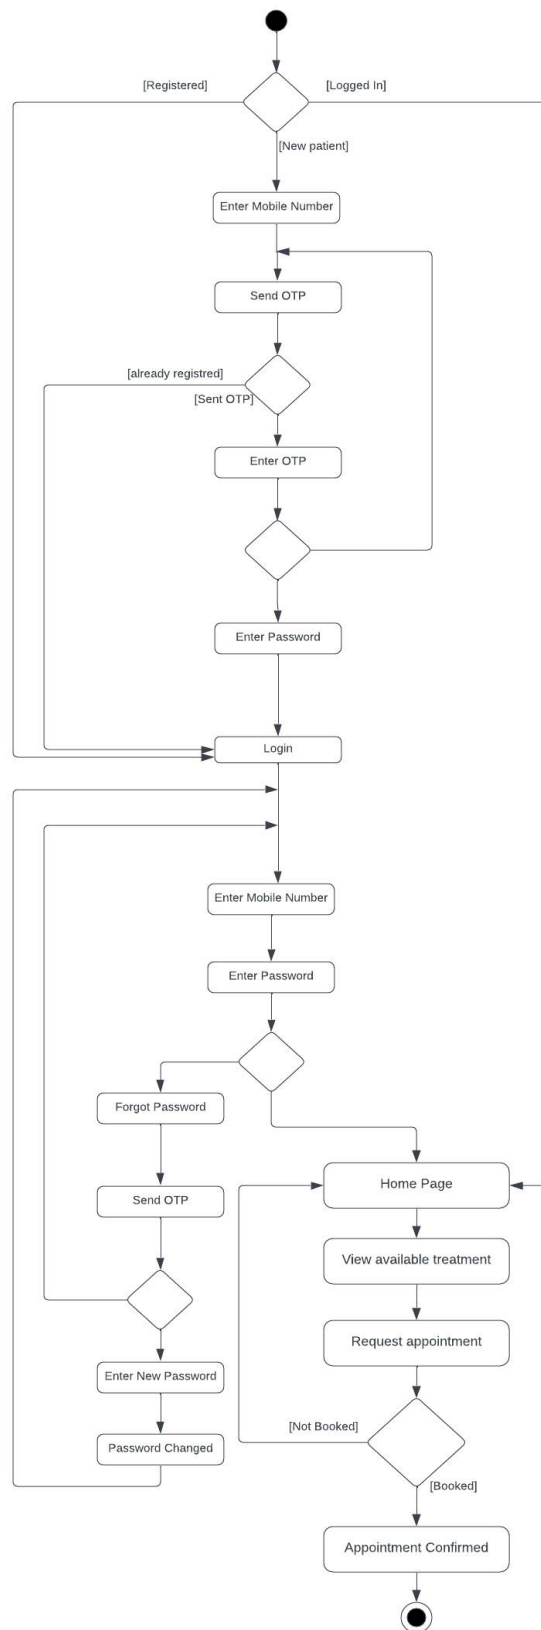 [Registered]
[Logged In]
[New patient]
Enter Mobile Number
Send OTP
[already registred]
[Sent OTP]
Enter OTP
Enter Password
Login
Enter Mobile Number
Enter Password
Forgot Password
Send OTP
Enter New Password
Password Changed
Home Page
View available treatment
Request appointment
[Not Booked]
[Booked]
Appointment Confirmed